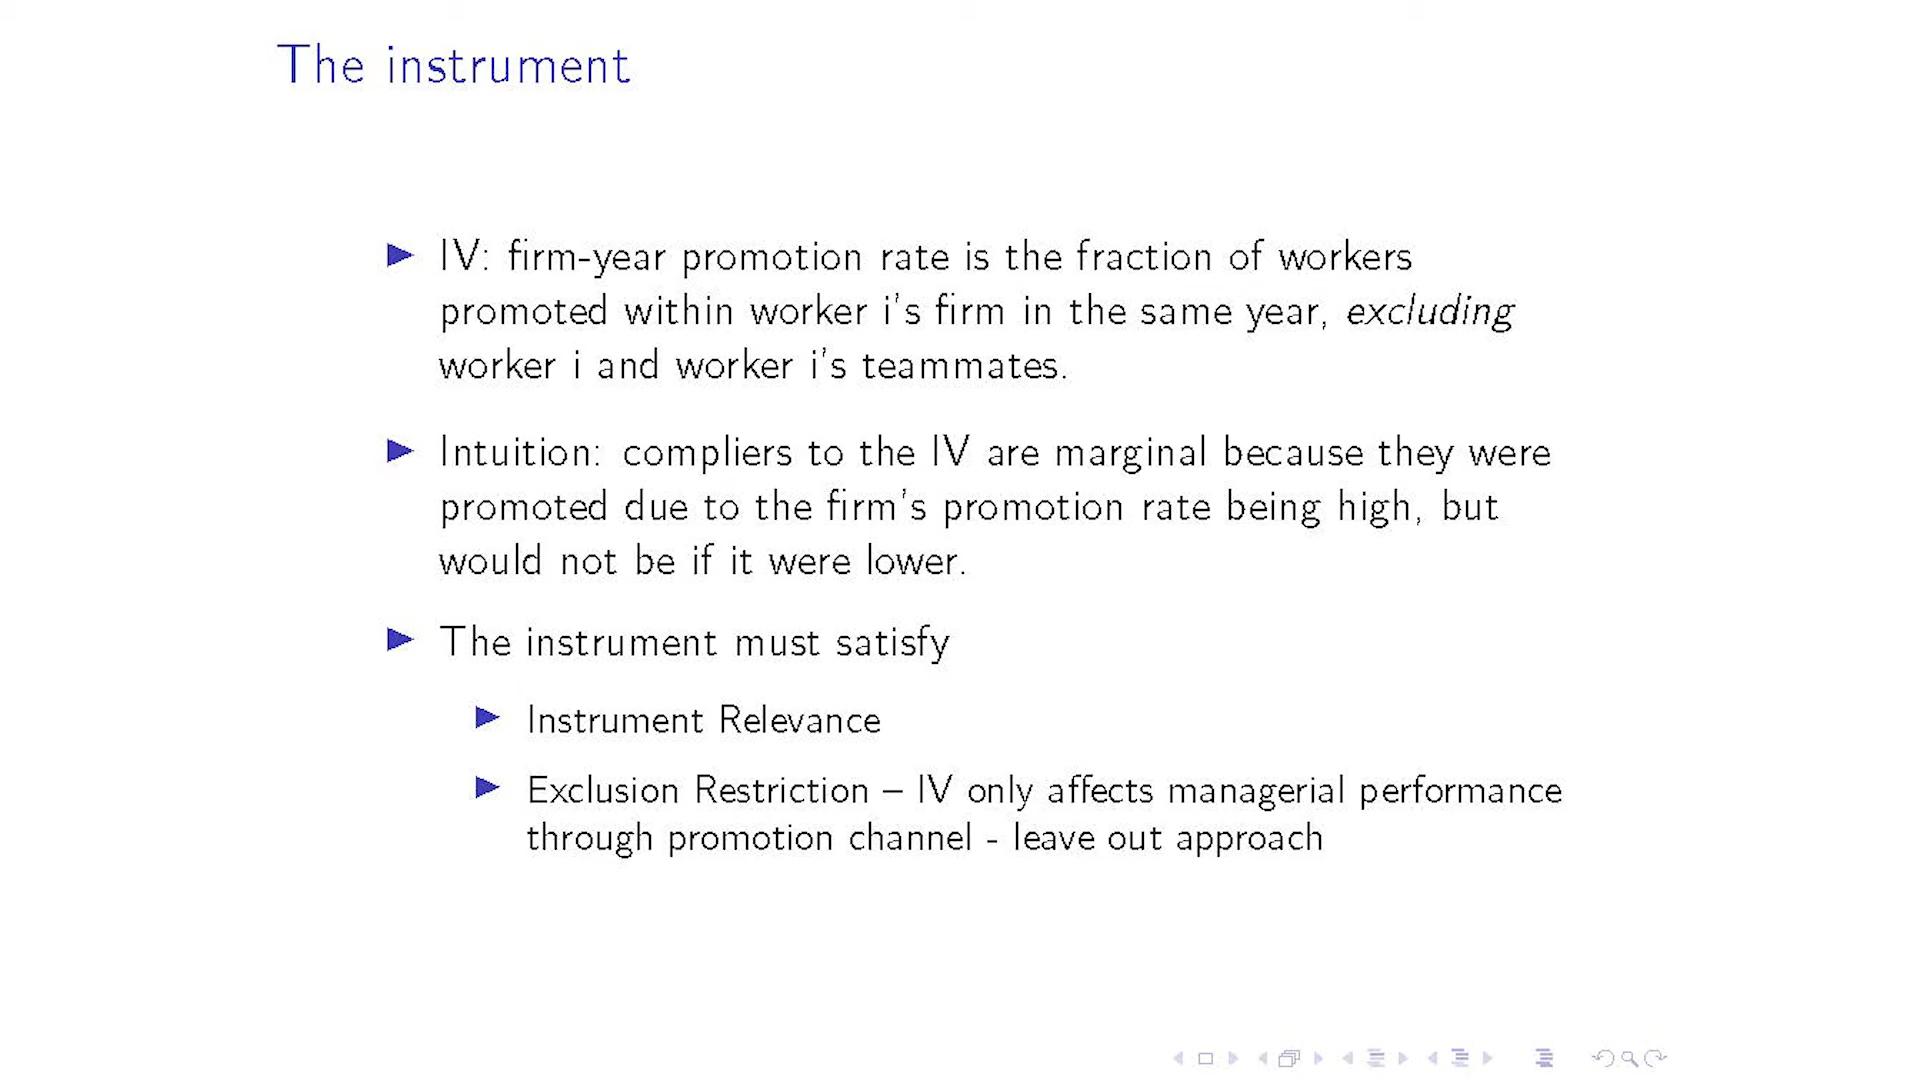 The instrument
IV: firm-year promotion rate is the fraction of workers
promoted within worker i's firm in the same year, excluding
worker i and worker i's teammates.
Intuition: compliers to the IV are marginal because they were
promoted due to the firm's promotion rate being high, but
would not be if it were lower.
The instrument must satisfy
Instrument Relevance
Exclusion Restriction – IV only affects managerial performance
through promotion channel - leave out approach